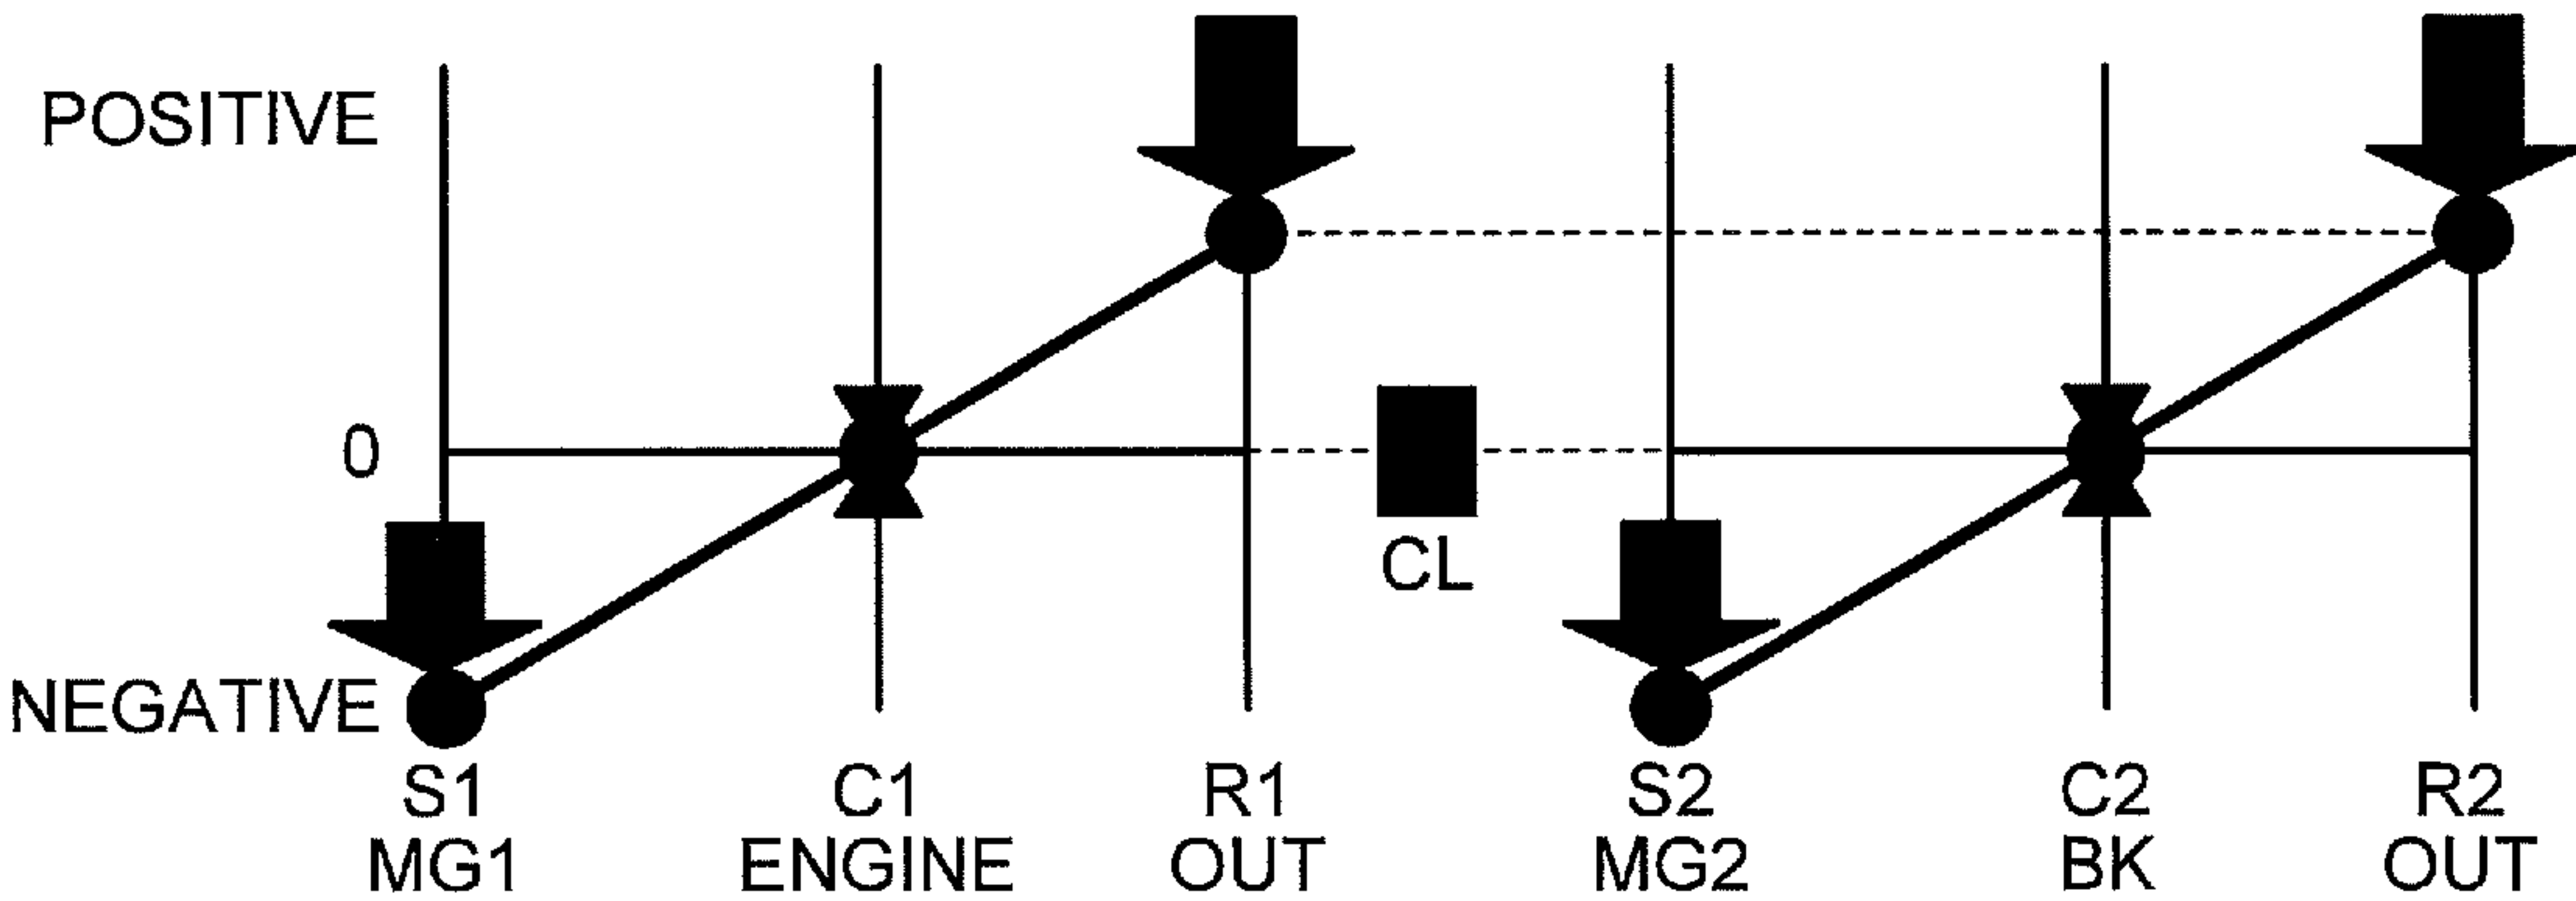 POSITIVE
0
CL
NEGATIVE
S1 C1 R1 S2 C2 R2
MG1 ENGINE OUT MG2 BK OUT